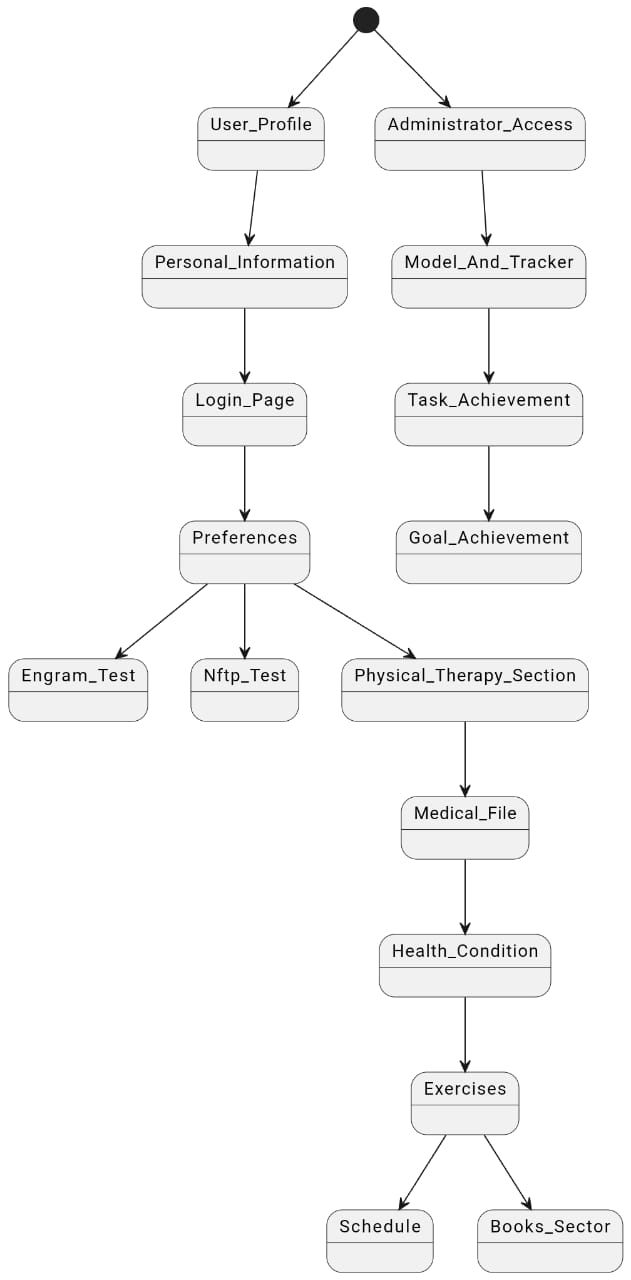 User_Profile
Administrator_Access
Personal_Information
Model_And_Tracker
Login_Page
Task_Achievement
Preferences
Goal_Achievement
Engram_Test
Nftp_Test
Physical_Therapy_Section
Medical_File
Health_Condition
Exercises
Schedule
Books_Sector